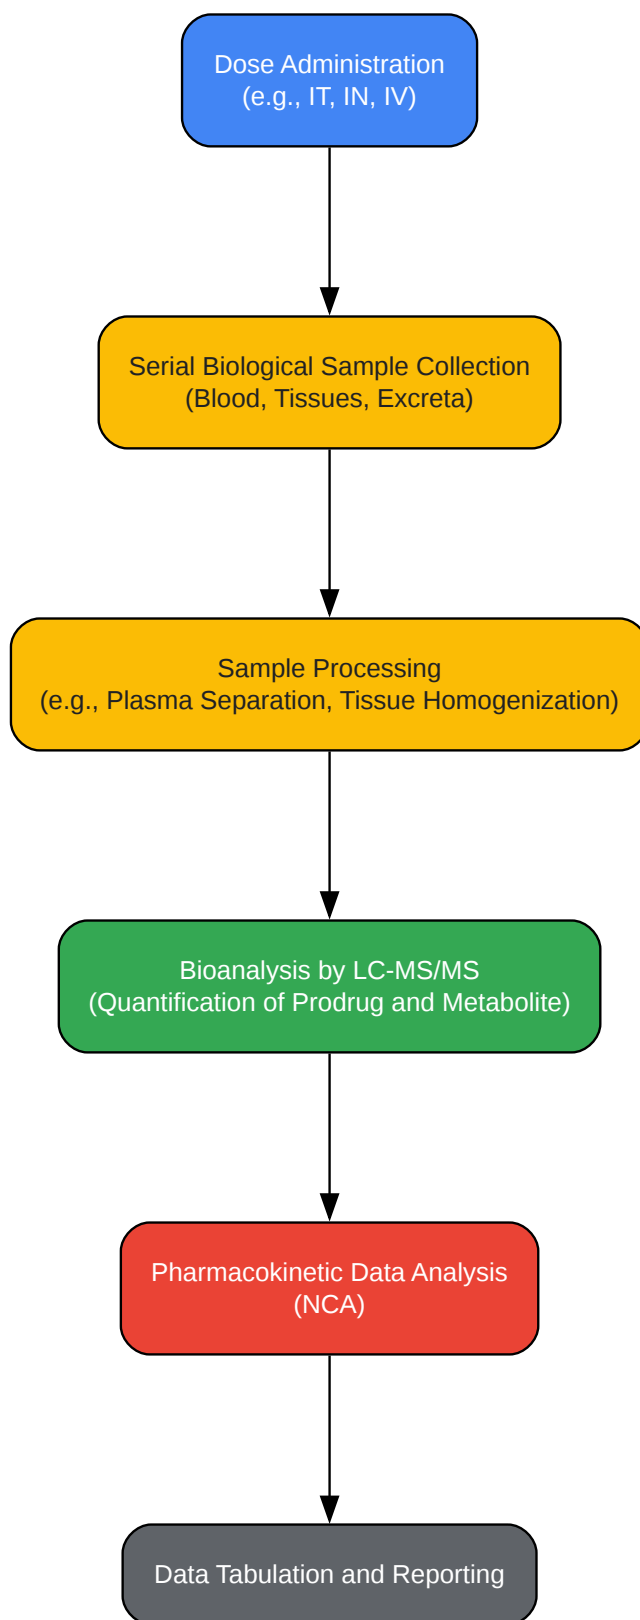 Dose Administration
(e.g., IT, IN, IV)
Serial Biological Sample Collection
(Blood, Tissues, Excreta)
Sample Processing
(e.g., Plasma Separation, Tissue Homogenization)
Bioanalysis by LC-MS/MS
(Quantification of Prodrug and Metabolite)
Pharmacokinetic Data Analysis
(NCA)
Data Tabulation and Reporting